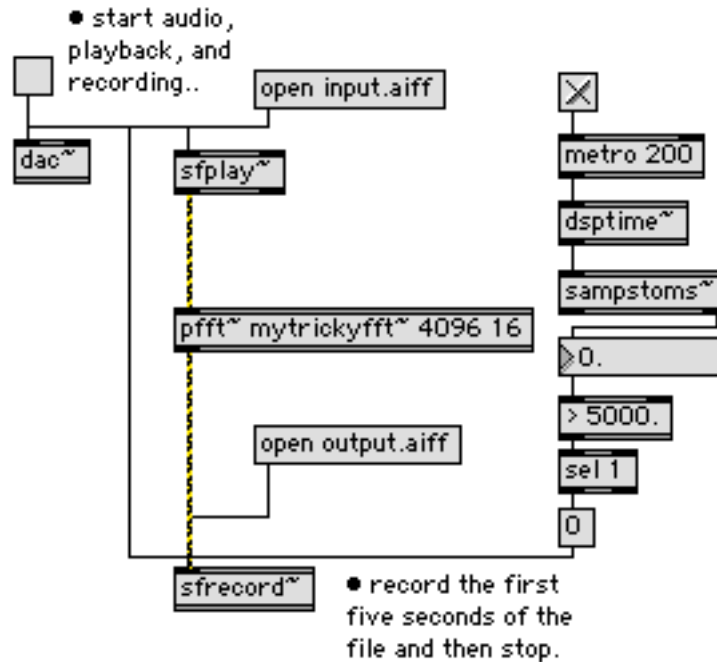 ● start audio,
playback, and
recording..
open input.aiff
dac~
sfplay~
metro 200
dsptime~
sampstoms~
pfft~ mytrickyfft~ 4096 16
0.
> 5000.
open output.aiff
sel 1
0
sfrecord~
● record the first
five seconds of the
file and then stop.